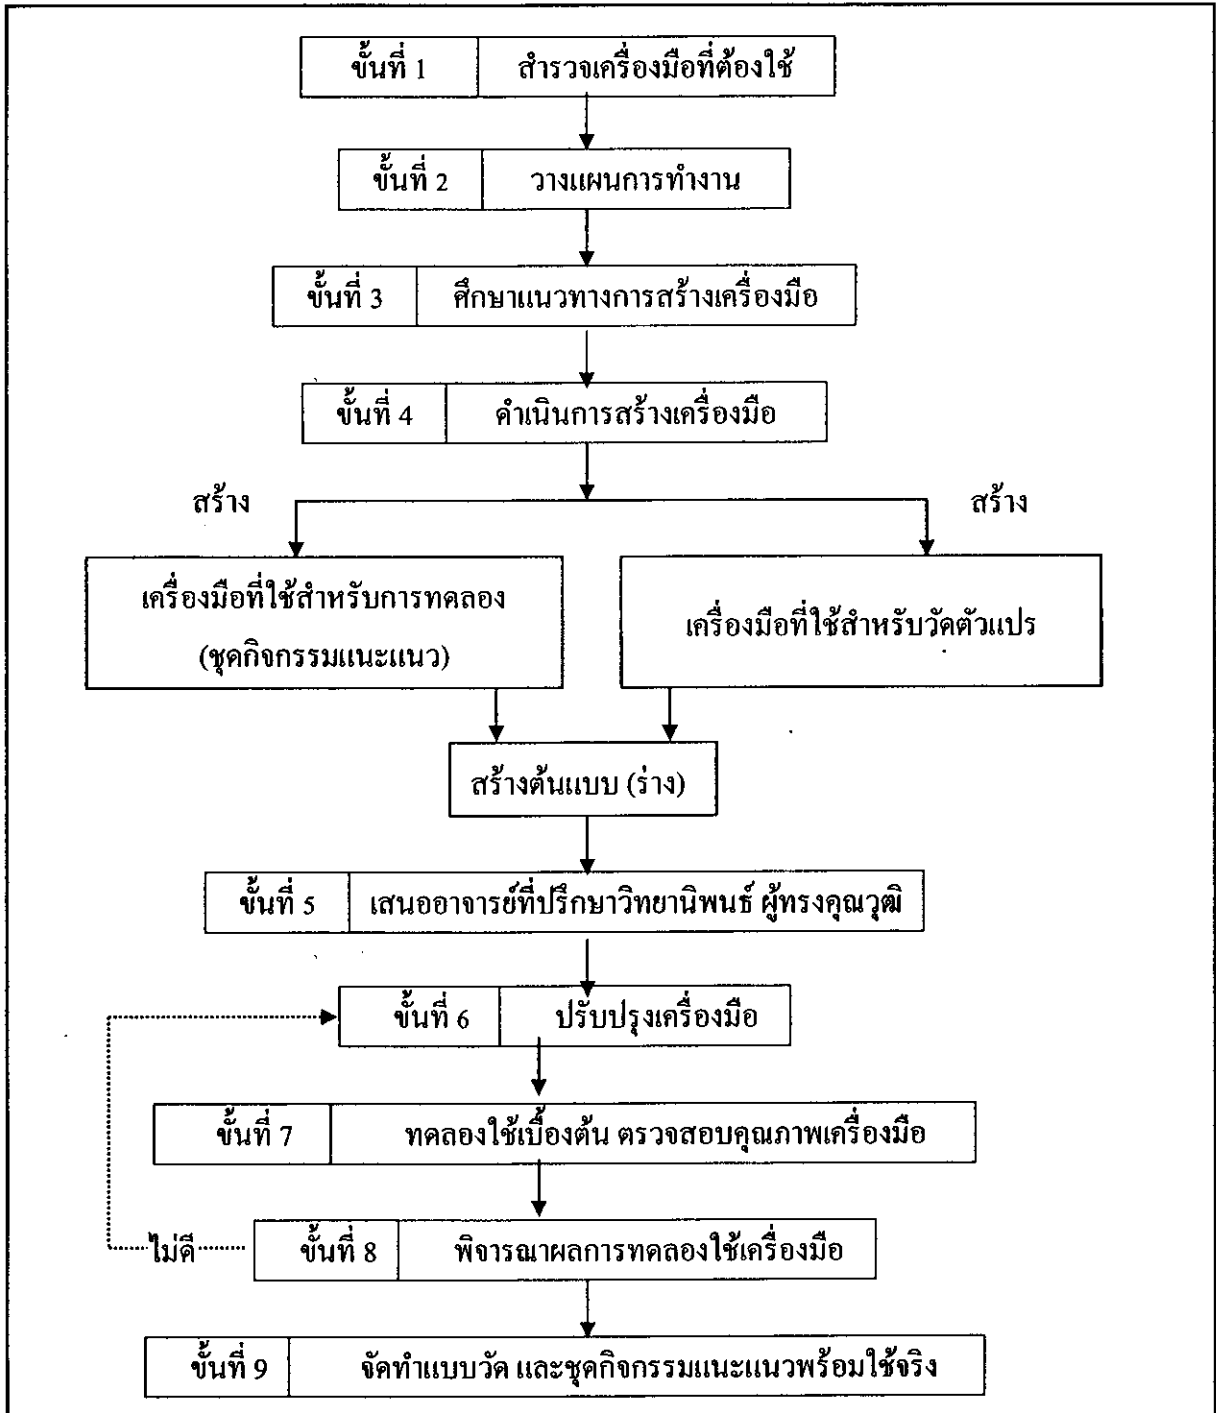 ขั้นที่ 1 สำรวจเครื่องมือที่ต้องใช้
ขั้นที่ 2 วางแผนการทำงาน
ขั้นที่ 3 ศึกษาแนวทางการสร้างเครื่องมือ
ขั้นที่ 4 ดำเนินการสร้างเครื่องมือ
สร้าง สร้าง
เครื่องมือที่ใช้สำหรับการทดลอง
(ชุดกิจกรรมแนะแนว)
เครื่องมือที่ใช้สำหรับวัดตัวแปร
สร้างต้นแบบ (ร่าง)
ขั้นที่ 5 เสนออาจารย์ที่ปรึกษาวิทยานิพนธ์ ผู้ทรงคุณวุฒิ
ขั้นที่ 6 ปรับปรุงเครื่องมือ
ขั้นที่ 7 ทดลองใช้เบื้องต้น ตรวจสอบคุณภาพเครื่องมือ
ไม่ดี ขั้นที่ 8 พิจารณาผลการทดลองใช้เครื่องมือ
ขั้นที่ 9 จัดทำแบบวัด และชุดกิจกรรมแนะแนวพร้อมใช้จริง